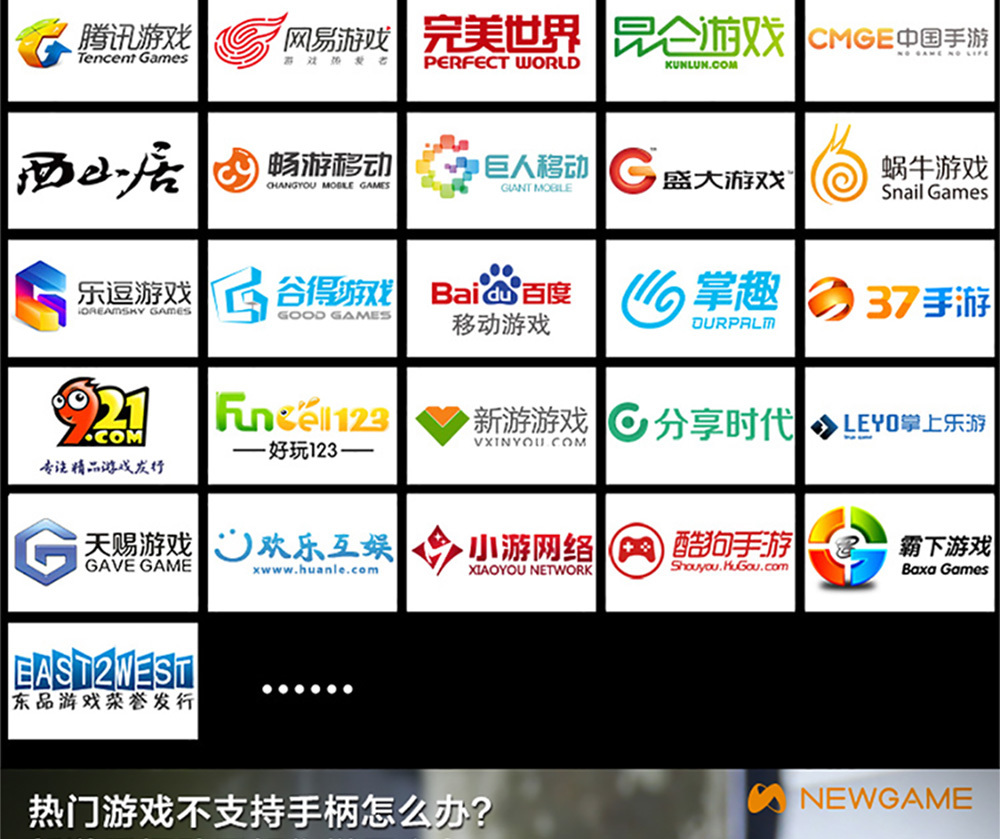 腾讯游戏
Tencent Games
网易游戏
游戏热爱者
完美世界
PERFECT WORLD
昆仑游戏
KUNLUN.COM
CMGE中国手游
NO GAME NO LIFE
西山居
畅游移动
CHANGYOU MOBILE GAMES
巨人移动
GIANT MOBILE
盛大游戏™
蜗牛游戏
Snail Games
乐逗游戏
iDREAMSKY GAMES
谷得游戏
GOOD GAMES
Bai du 百度
移动游戏
掌趣
OURPALM
37手游
921
.COM
专注精品游戏发行
Funcell123
好玩123
新游游戏
VXINYOU.COM
分享时代
LEYO掌上乐游
天赐游戏
GAVE GAME
欢乐互娱
xwww.huanle.com
小游网络
XIAOYOU NETWORK
酷狗手游
Shouyou.KuGou.com
霸下游戏
Baxa Games
EAST2WEST
东品游戏荣誉发行
······
热门游戏不支持手柄怎么办?
NEWGAME